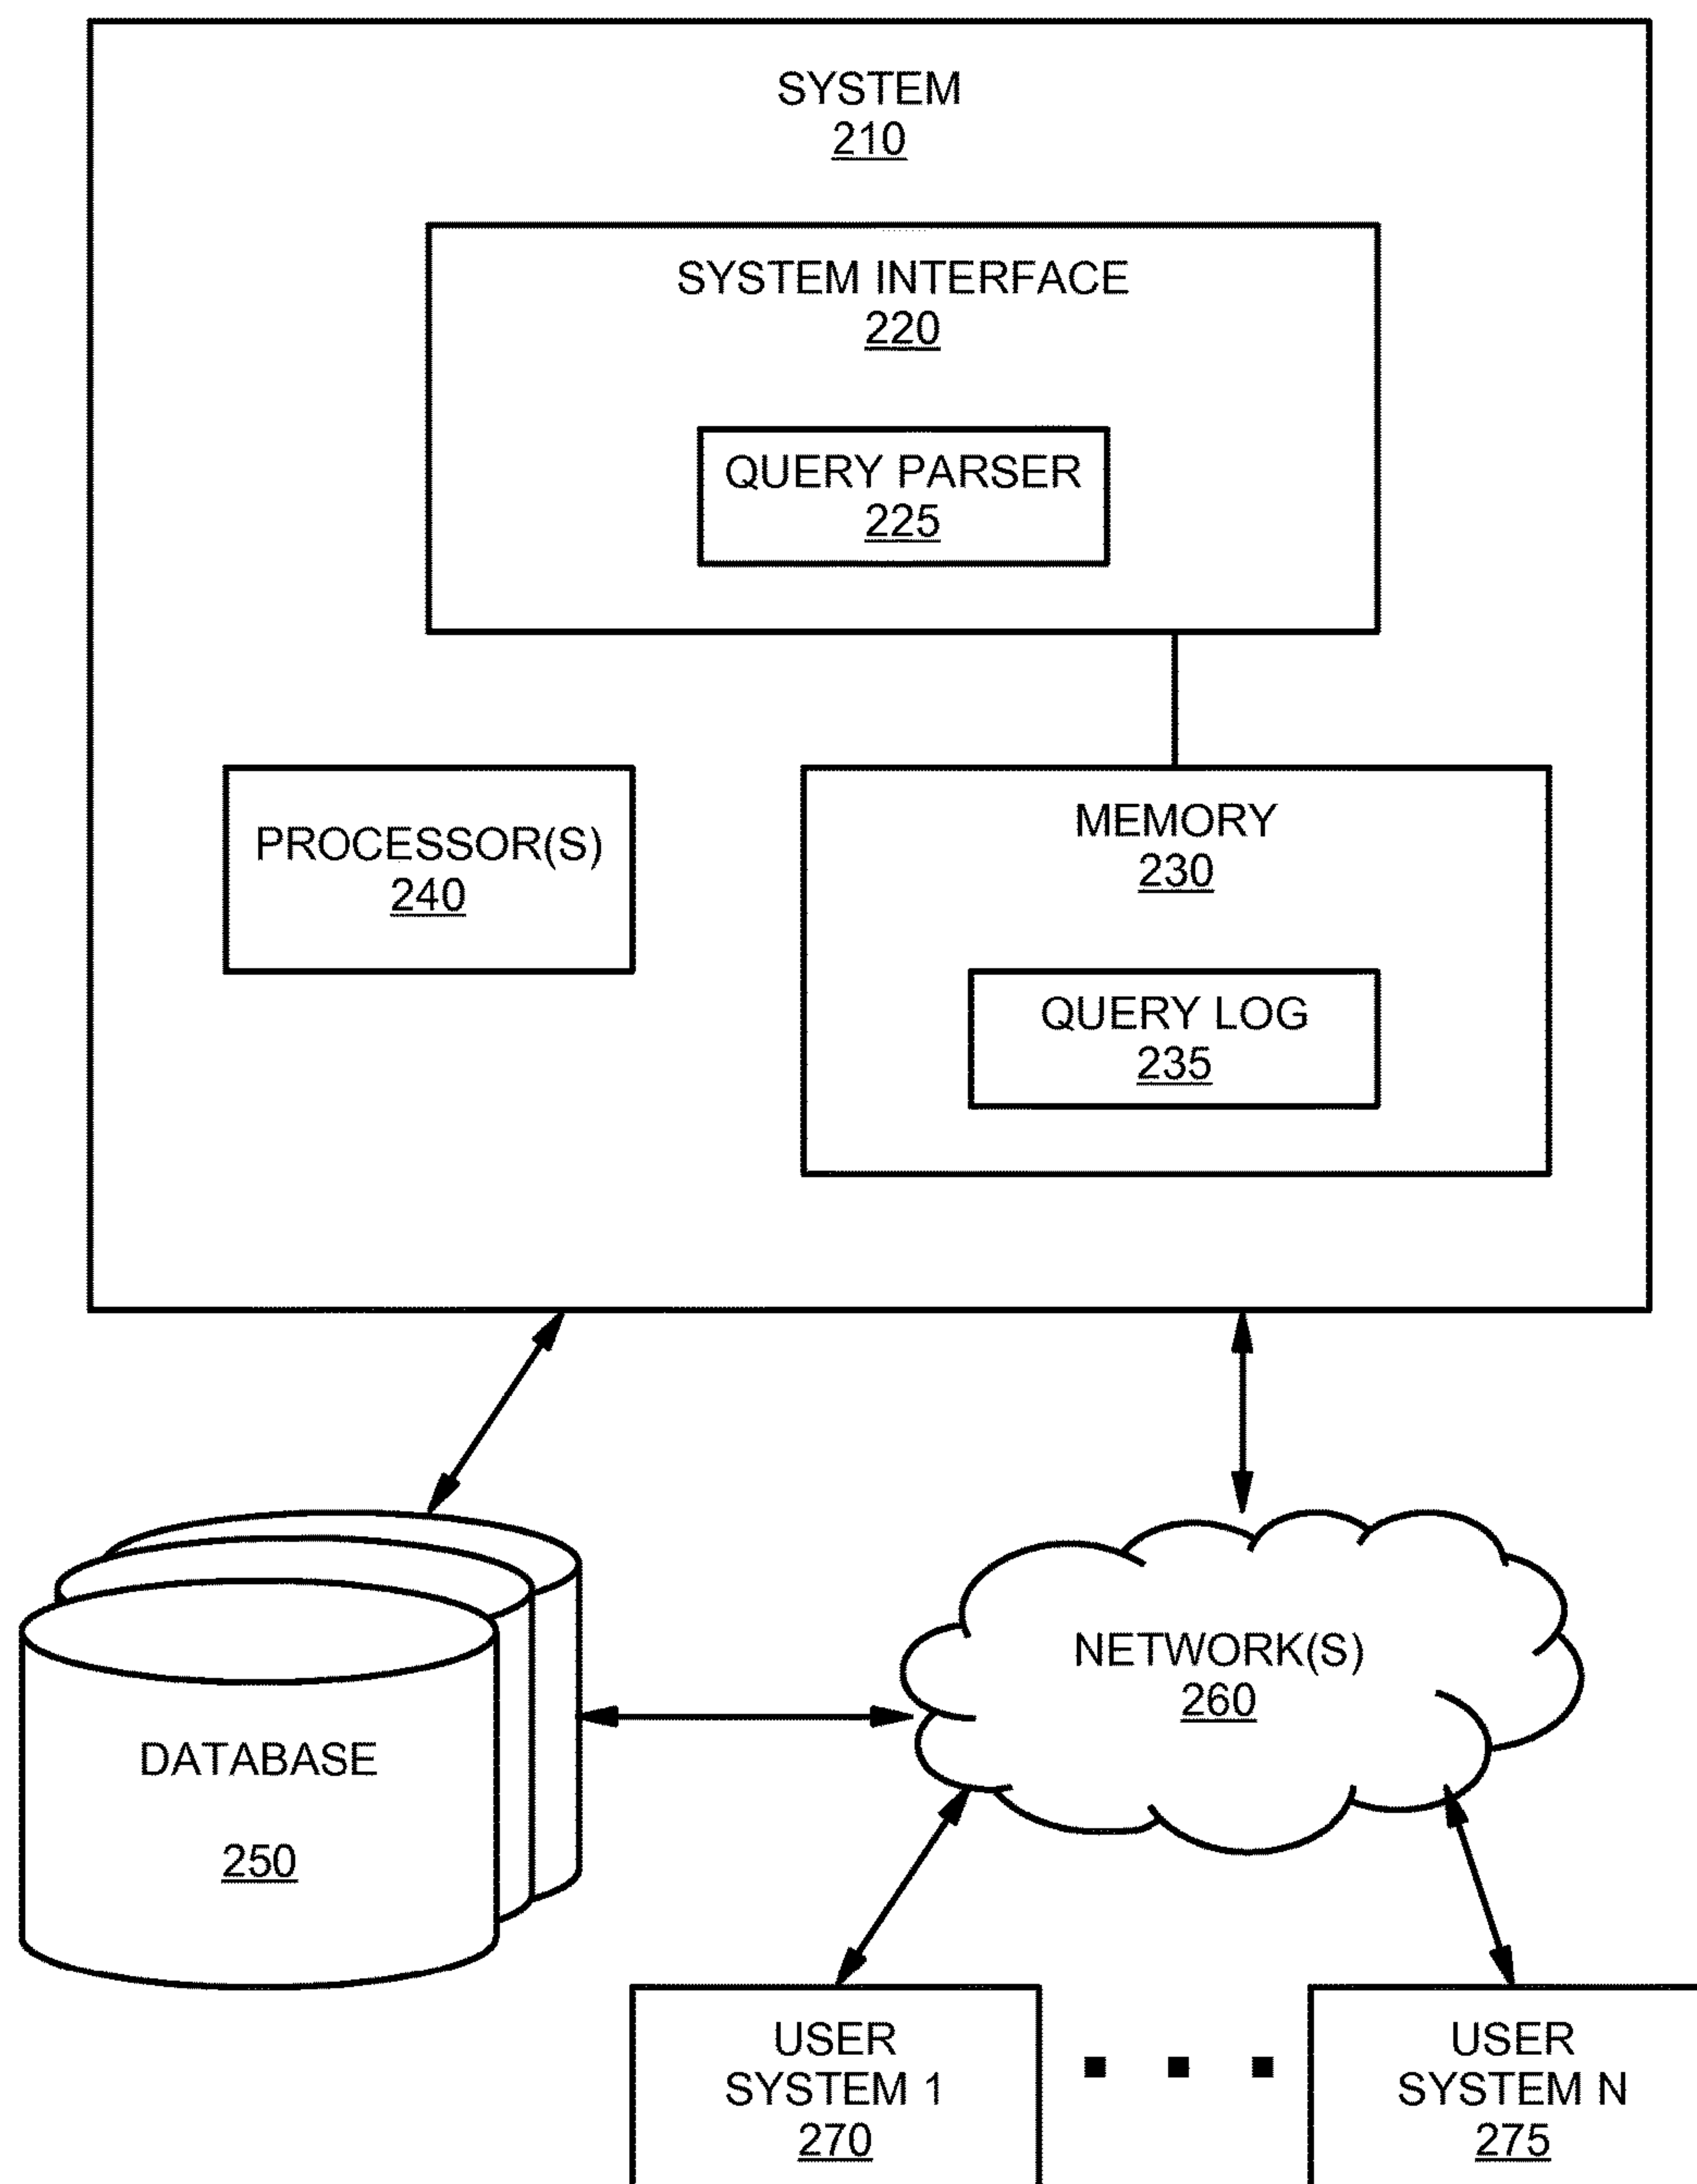 SYSTEM
210
SYSTEM INTERFACE
220
QUERY PARSER
225
PROCESSOR(S)
240
MEMORY
230
QUERY LOG
235
DATABASE
250
NETWORK(S)
260
USER
SYSTEM 1
270
USER
SYSTEM N
275